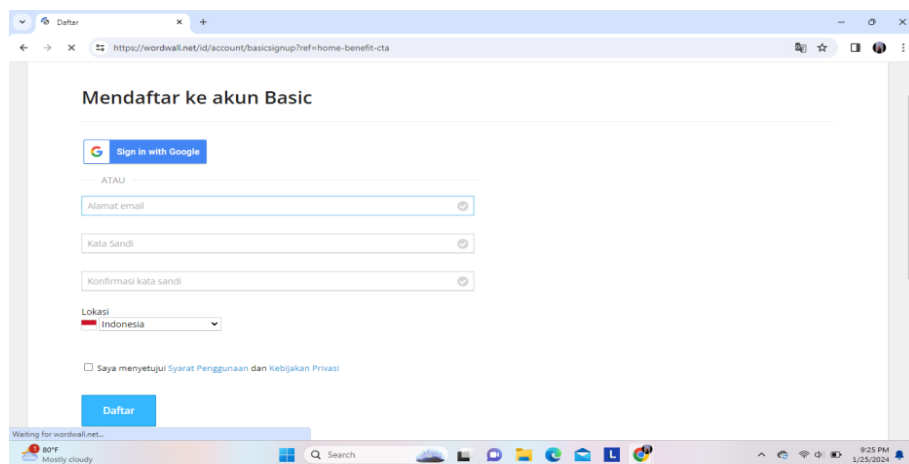 Daftar
https://wordwall.net/id/account/basicsignup?ref=home-benefit-cta
Mendaftar ke akun Basic
Sign in with Google
ATAU
Alamat email
Kata Sandi
Konfirmasi kata sandi
Lokasi
Indonesia
Saya menyetujui Syarat Penggunaan dan Kebijakan Privasi
Daftar
Waiting for wordwall.net...
1
80°F
Mostly cloudy
Search
L
L
9:25 PM
1/25/2024